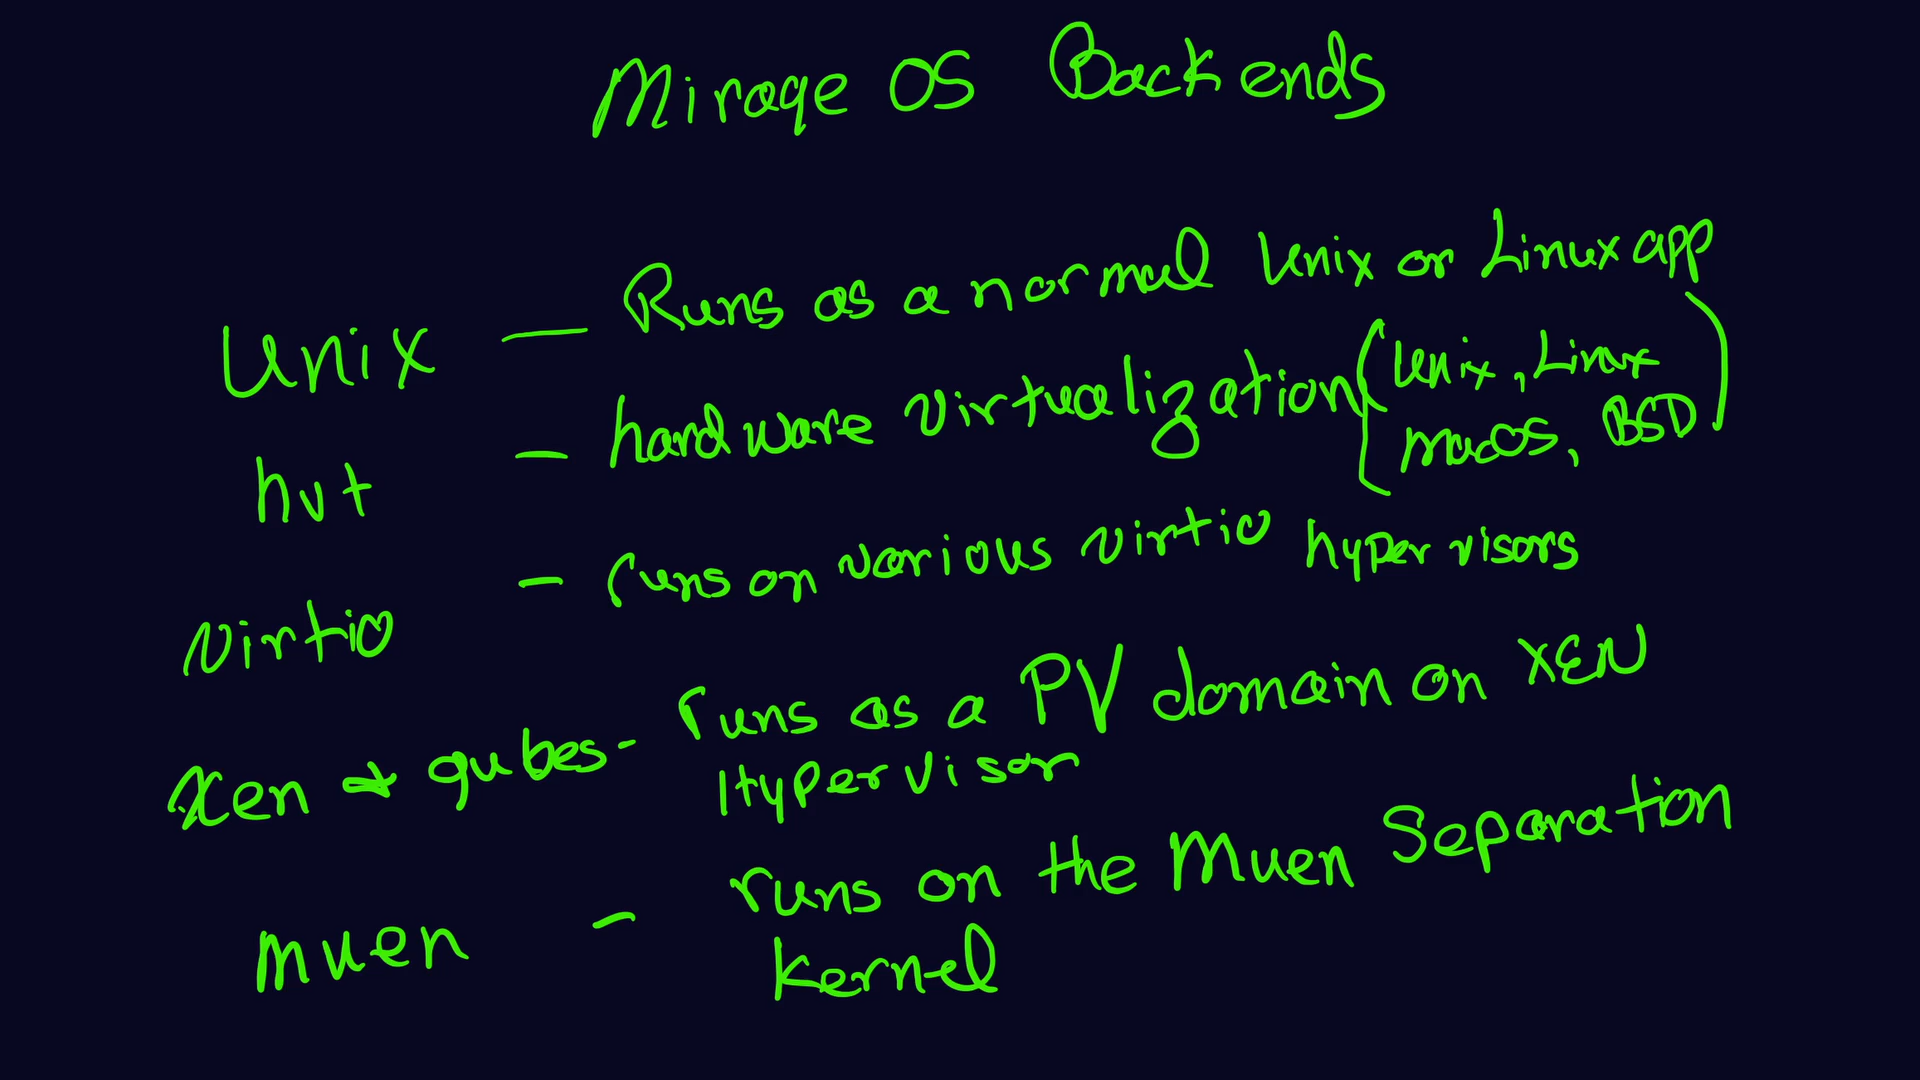 Mirage OS Backends
Unix — Runs as a normal Unix or Linux app
hvt — hardware virtualization (Unix, Linux
macOS, BSD)
Virtio — runs on various virtio hypervisors
Xen & qubes - runs as a PV domain on XEN
Hypervisor
muen - runs on the Muen Separation
kernel